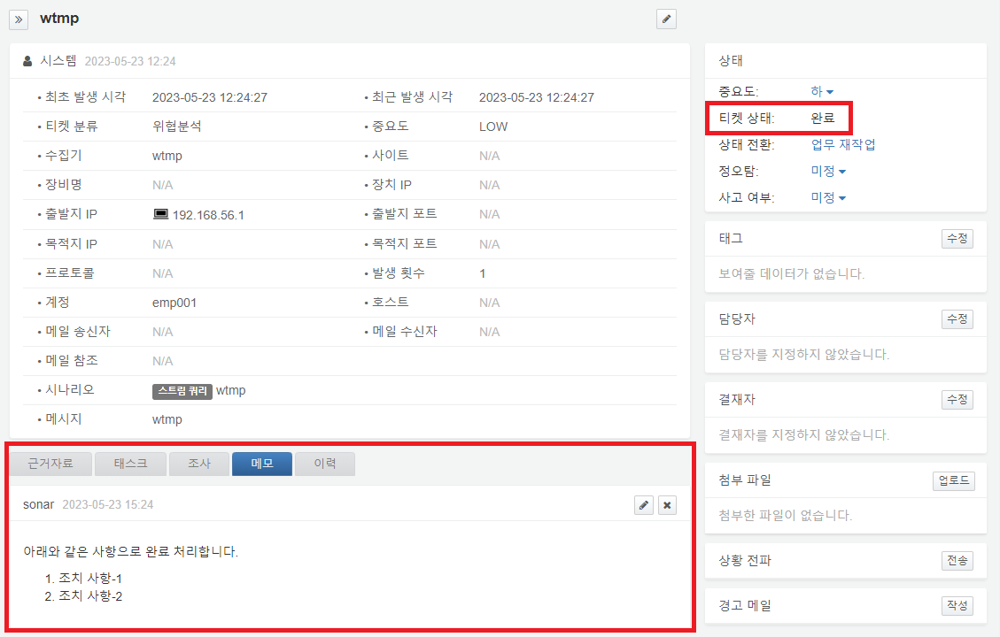 » wtmp
시스템 2023-05-23 12:24
• 최초 발생 시각 2023-05-23 12:24:27 • 최근 발생 시각 2023-05-23 12:24:27
• 티켓 분류 위협분석 • 중요도 LOW
• 수집기 wtmp • 사이트 N/A
• 장비명 N/A • 장치 IP N/A
• 출발지 IP 192.168.56.1 • 출발지 포트 N/A
• 목적지 IP N/A • 목적지 포트 N/A
• 프로토콜 N/A • 발생 횟수 1
• 계정 emp001 • 호스트 N/A
• 메일 송신자 N/A • 메일 수신자 N/A
• 메일 참조 N/A
• 시나리오 스트림 쿼리 wtmp
• 메시지 wtmp
근거자료 태스크 조사 메모 이력
sonar 2023-05-23 15:24
아래와 같은 사항으로 완료 처리합니다.
1. 조치 사항-1
2. 조치 사항-2
상태
중요도: 하
티켓 상태: 완료
상태 전환: 업무 재작업
정오탐: 미정
사고 여부: 미정
태그 수정
보여줄 데이터가 없습니다.
담당자 수정
담당자를 지정하지 않았습니다.
결재자 수정
결재자를 지정하지 않았습니다.
첨부 파일 업로드
첨부한 파일이 없습니다.
상황 전파 전송
경고 메일 작성